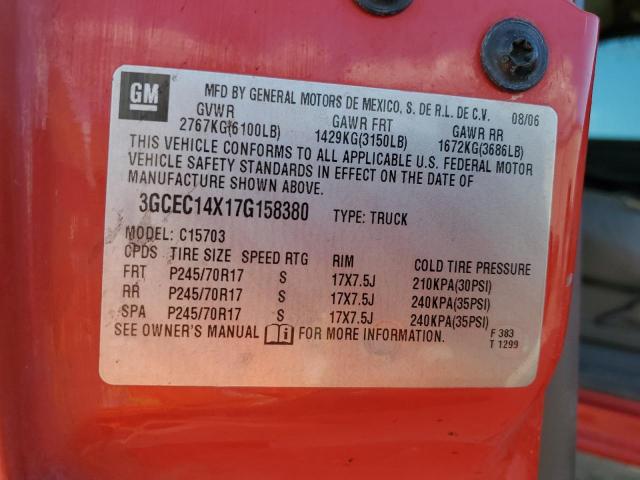 GM
MFD BY GENERAL MOTORS DE MEXICO, S. DE R.L. DE C.V. 08/06
GVWR GAWR FRT GAWR RR
2767KG(6100LB) 1429KG(3150LB) 1672KG(3686LB)
THIS VEHICLE CONFORMS TO ALL APPLICABLE U.S. FEDERAL MOTOR
VEHICLE SAFETY STANDARDS IN EFFECT ON THE DATE OF
MANUFACTURE SHOWN ABOVE.
3GCEC14X17G158380 TYPE: TRUCK
MODEL: C15703
CPDS TIRE SIZE SPEED RTG RIM COLD TIRE PRESSURE
FRT P245/70R17 S 17X7.5J 210KPA(30PSI)
RR P245/70R17 S 17X7.5J 240KPA(35PSI)
SPA P245/70R17 S 17X7.5J 240KPA(35PSI)
SEE OWNER'S MANUAL FOR MORE INFORMATION.
F 383
T 1299